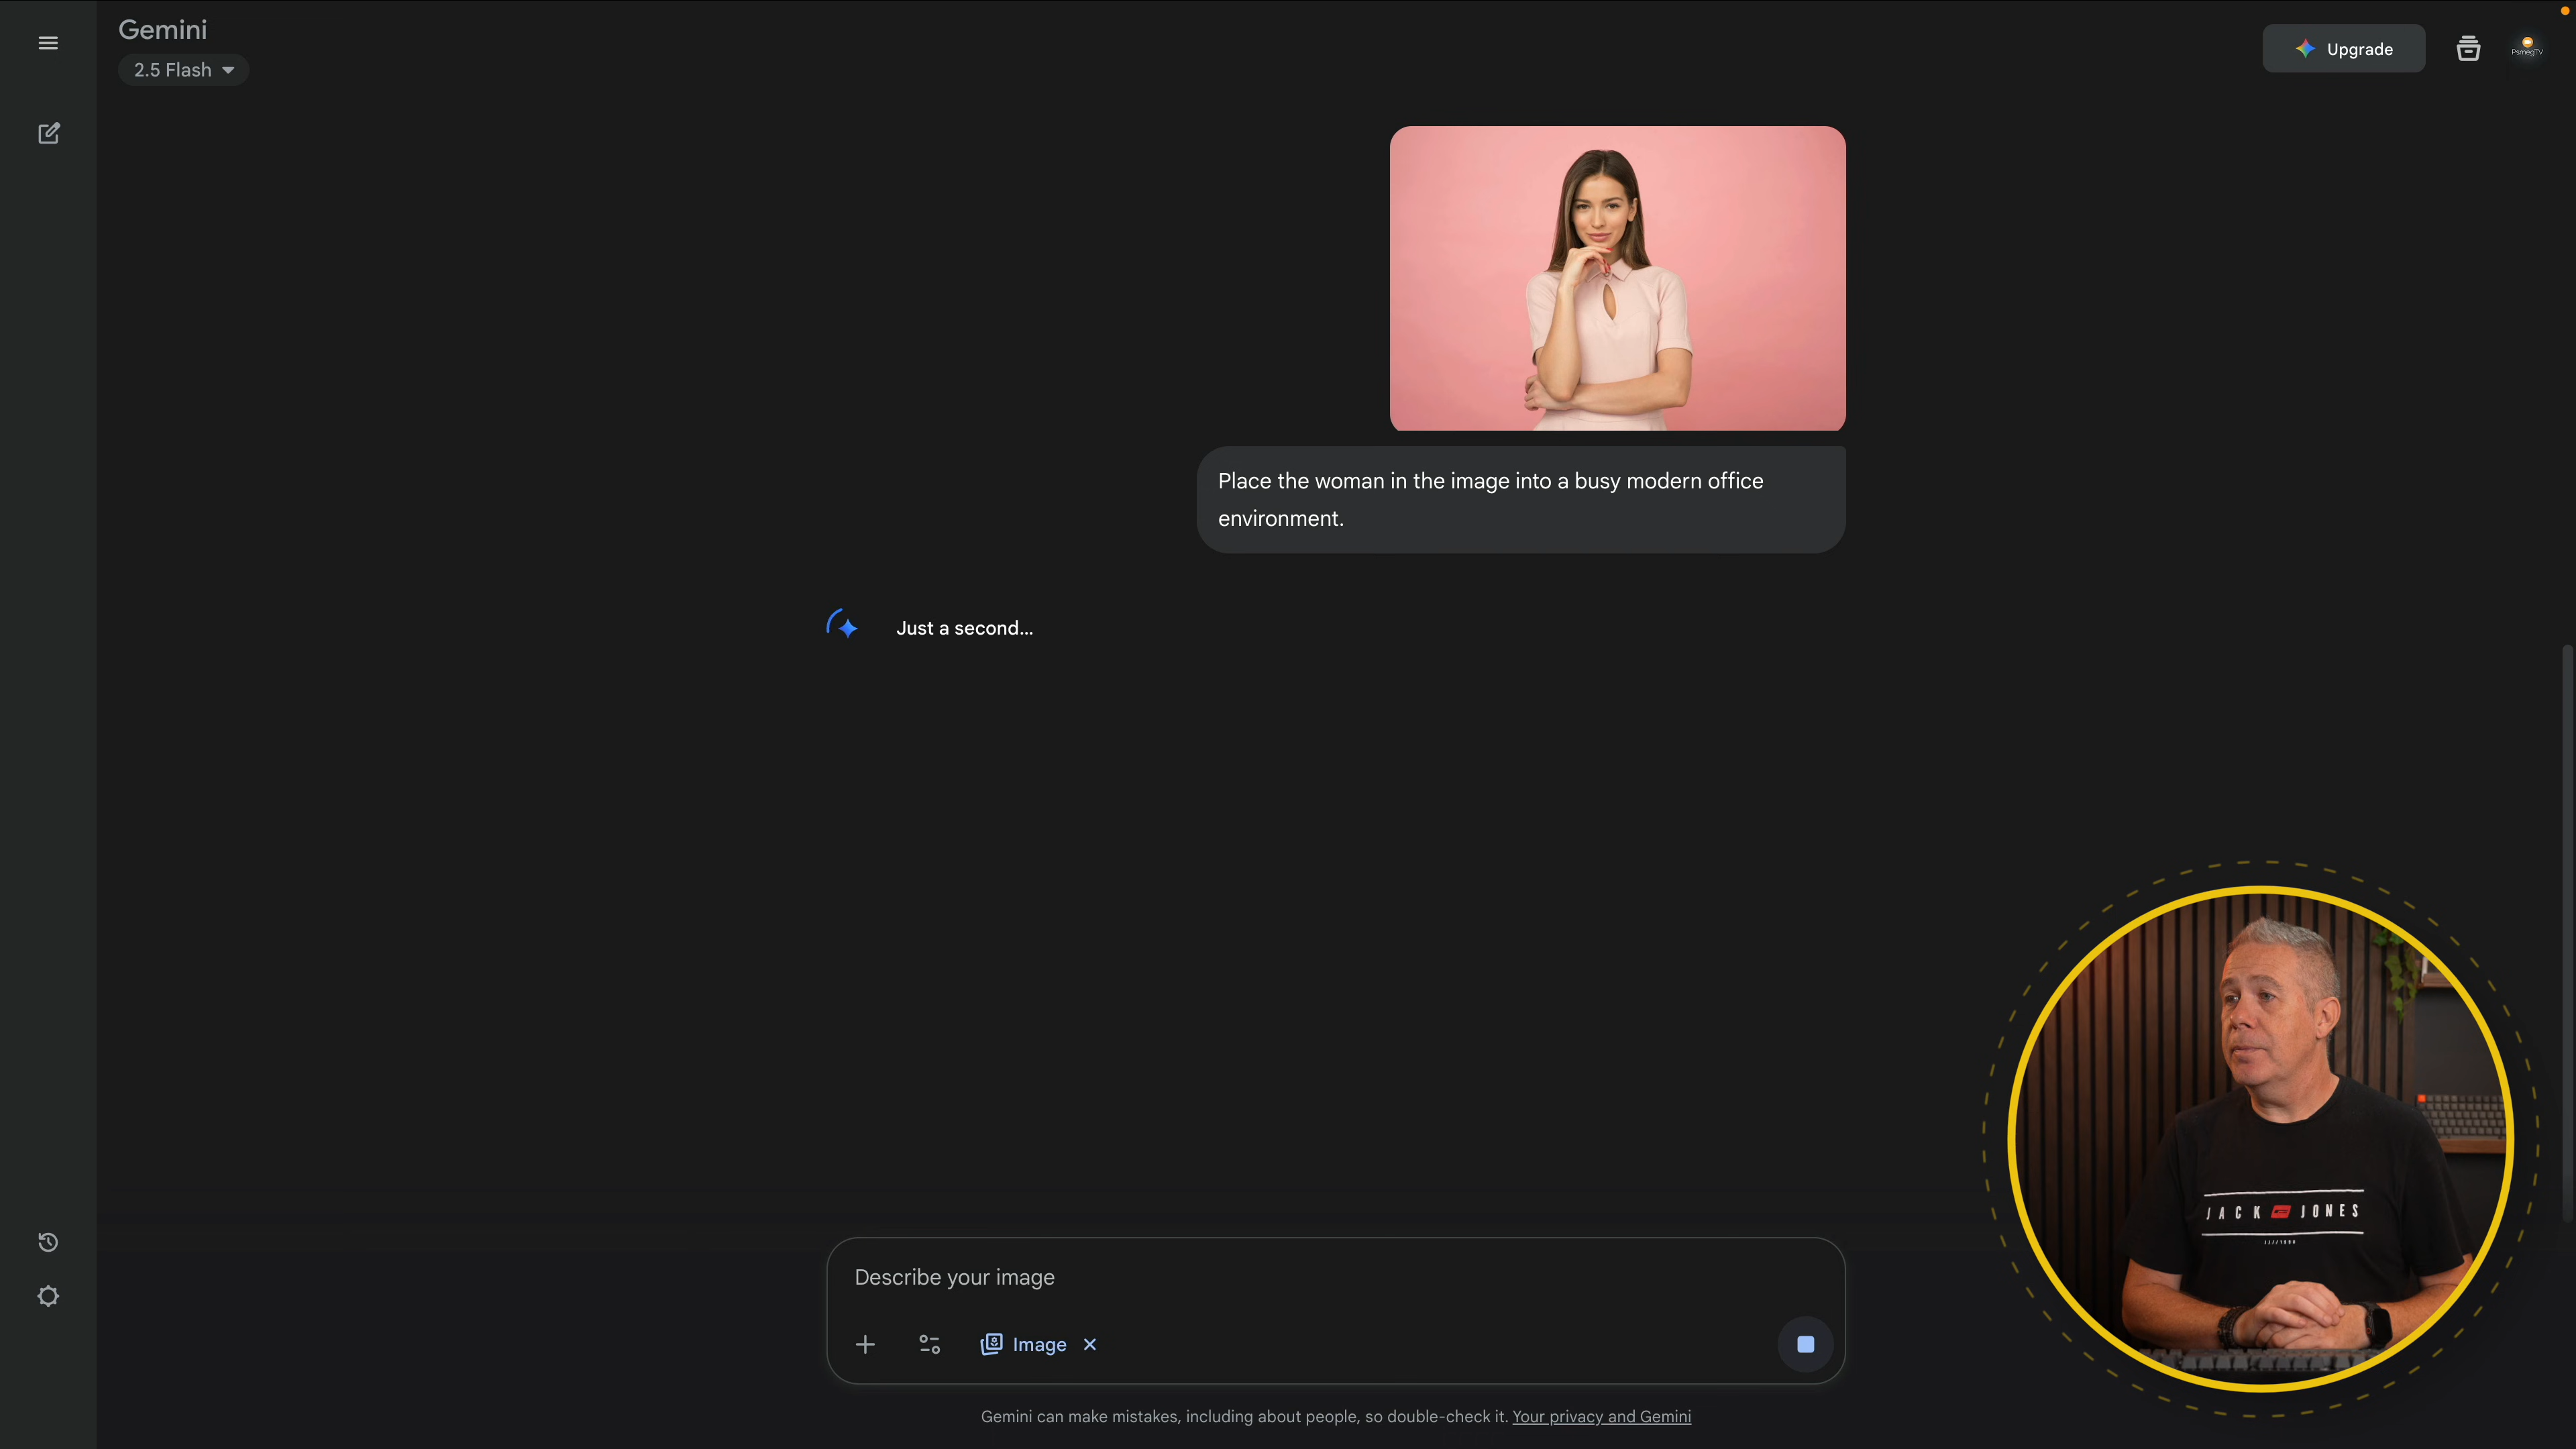 Gemini
2.5 Flash
Upgrade
PsmegTV
Place the woman in the image into a busy modern office
environment.
Just a second...
JACK JONES
Describe your image
Image
Gemini can make mistakes, including about people, so double-check it. Your privacy and Gemini